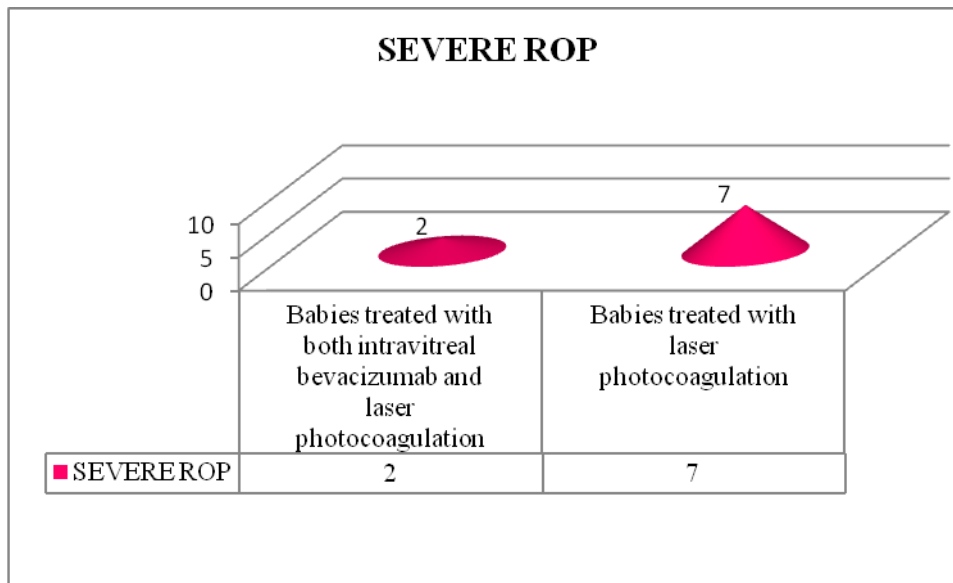 SEVERE ROP
7
2
10
5
0
Babies treated with
both intravitreal
bevacizumab and
laser
photocoagulation
Babies treated with
laser
photocoagulation
SEVERE ROP 2 7